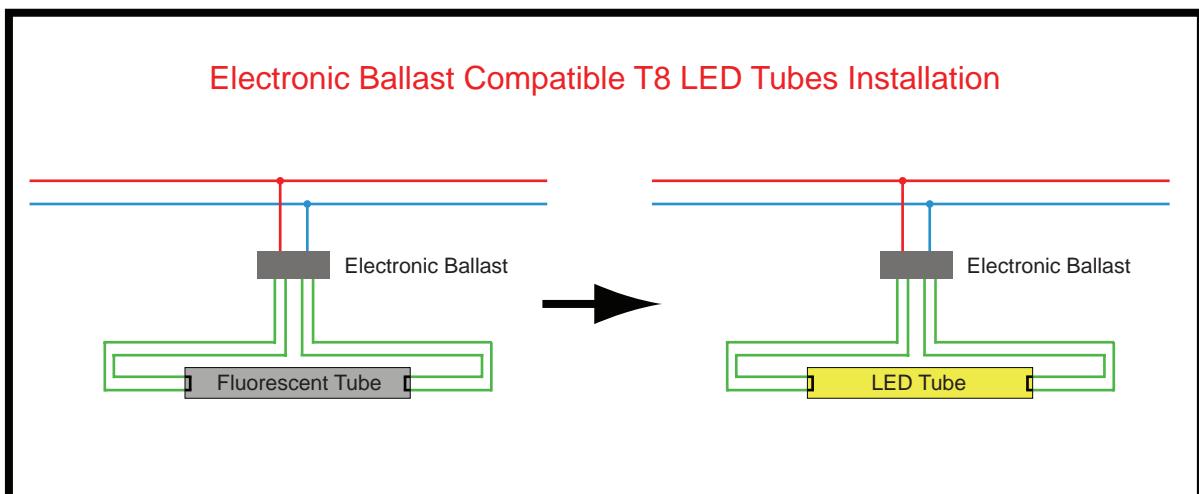 Electronic Ballast Compatible T8 LED Tubes Installation
Electronic Ballast
Fluorescent Tube
Electronic Ballast
LED Tube